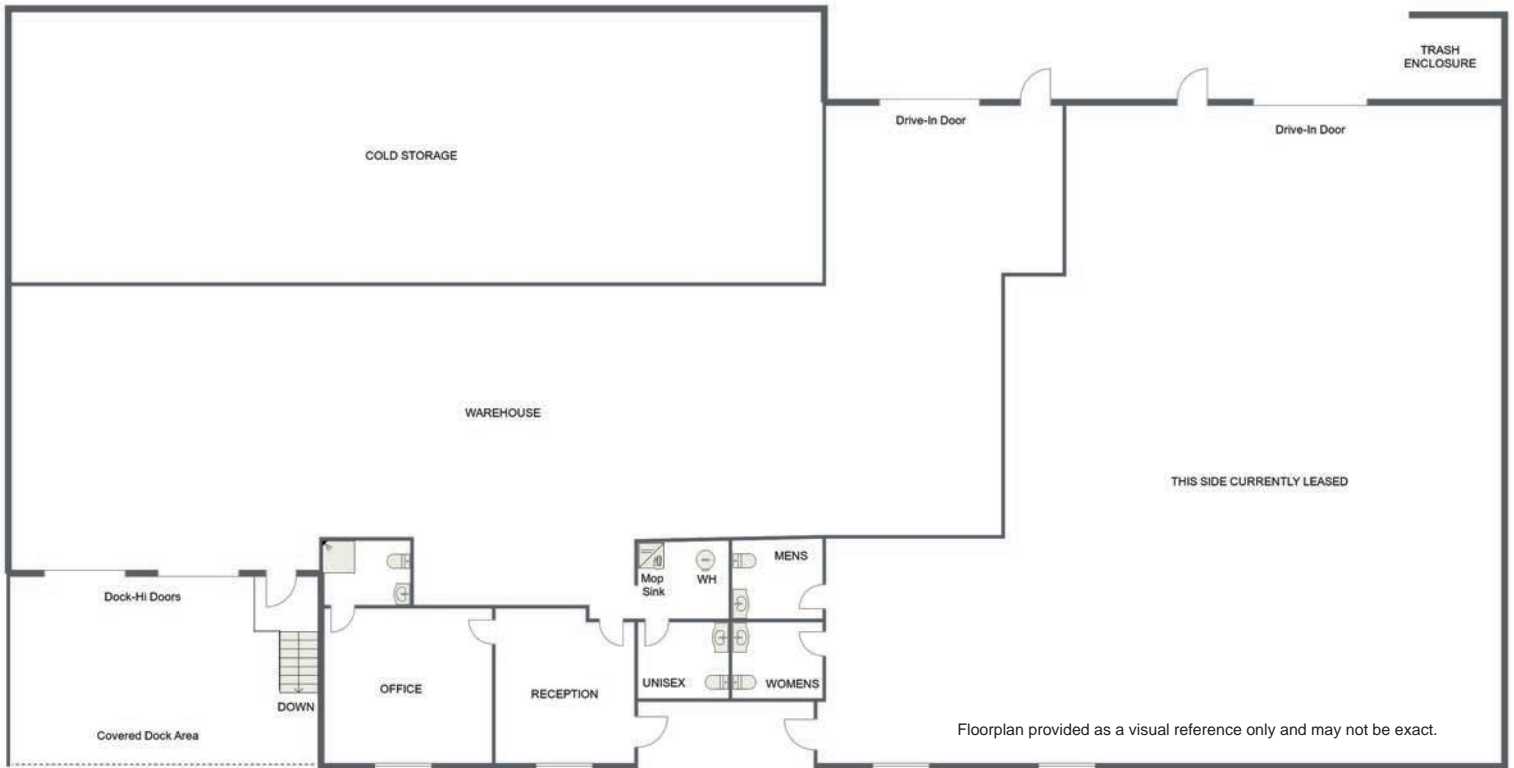 TRASH
ENCLOSURE
Drive-In Door
Drive-In Door
COLD STORAGE
WAREHOUSE
THIS SIDE CURRENTLY LEASED
MENS
Mop
Sink
WH
Dock-Hi Doors
UNISEX
WOMENS
OFFICE
RECEPTION
DOWN
Covered Dock Area
Floorplan provided as a visual reference only and may not be exact.